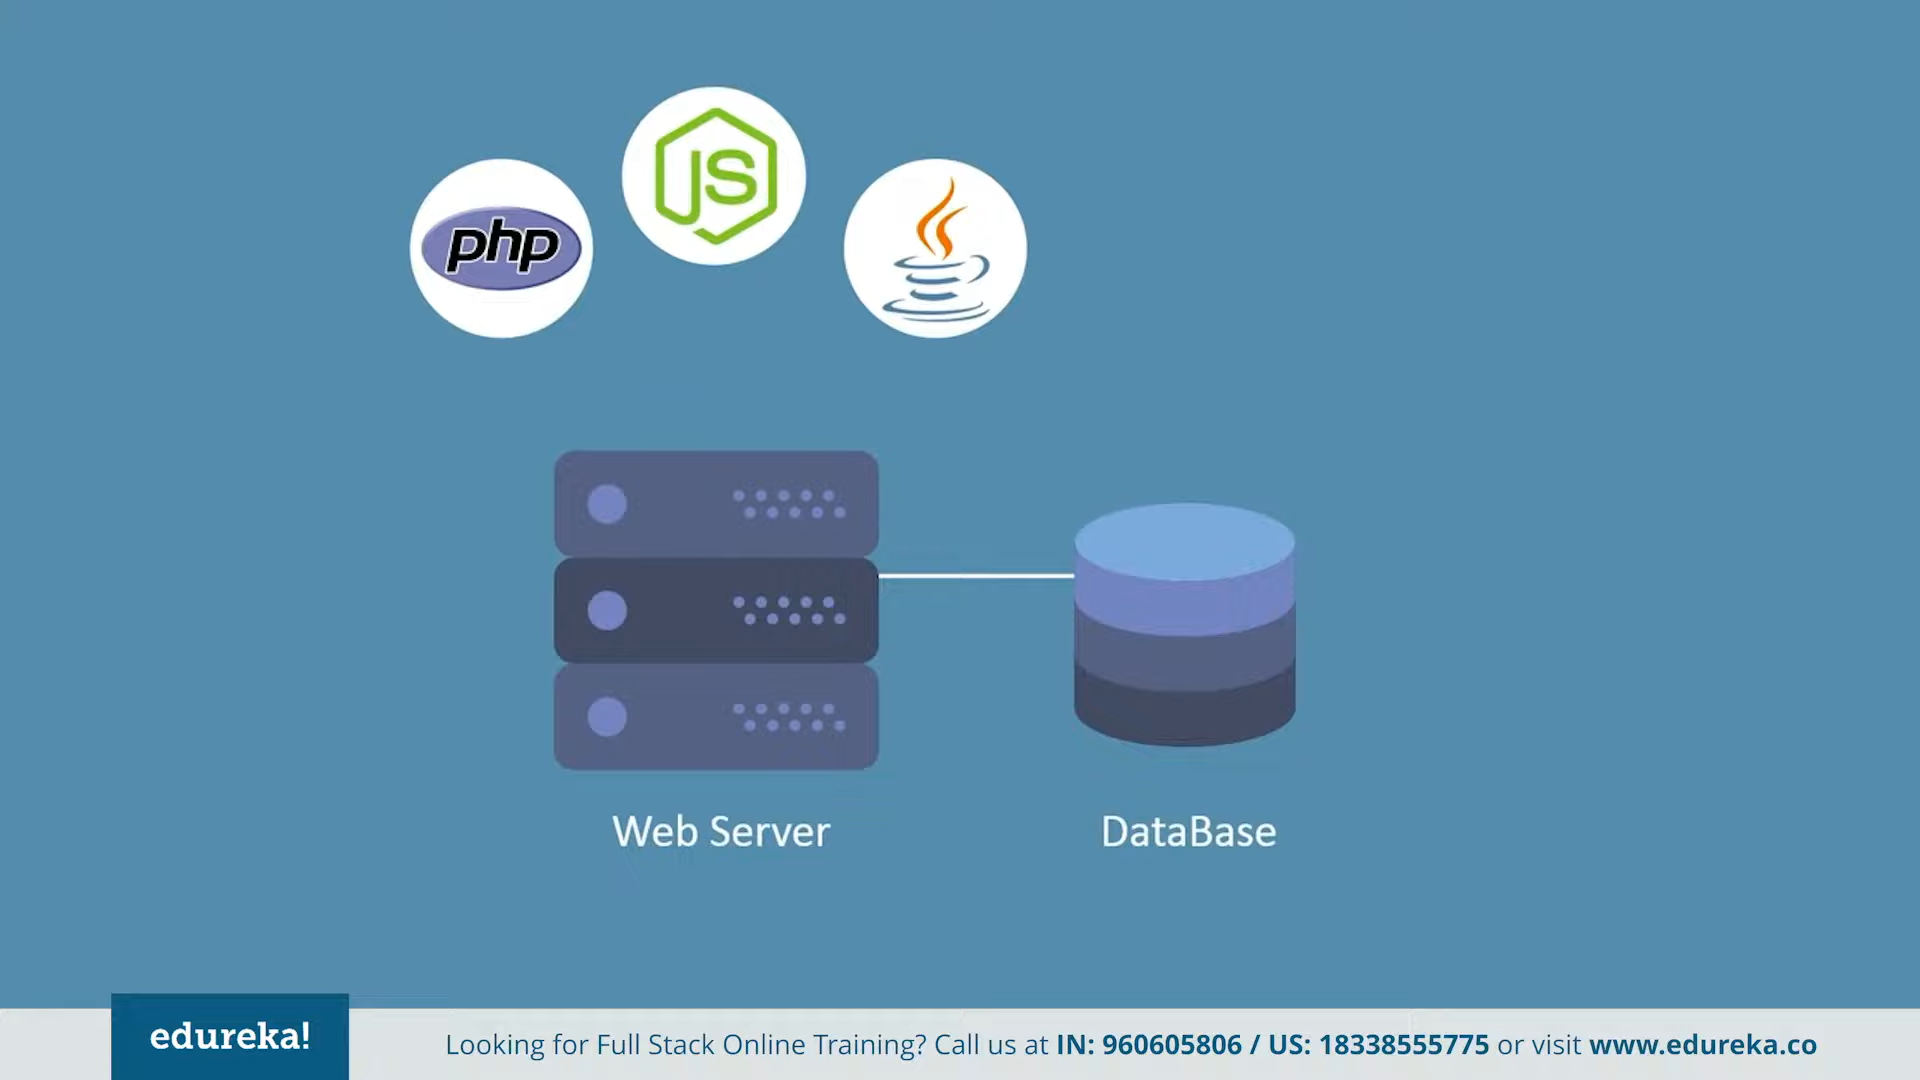 php
JS
Web Server
DataBase
edureka!
Looking for Full Stack Online Training? Call us at IN: 960605806 / US: 18338555775 or visit www.edureka.co